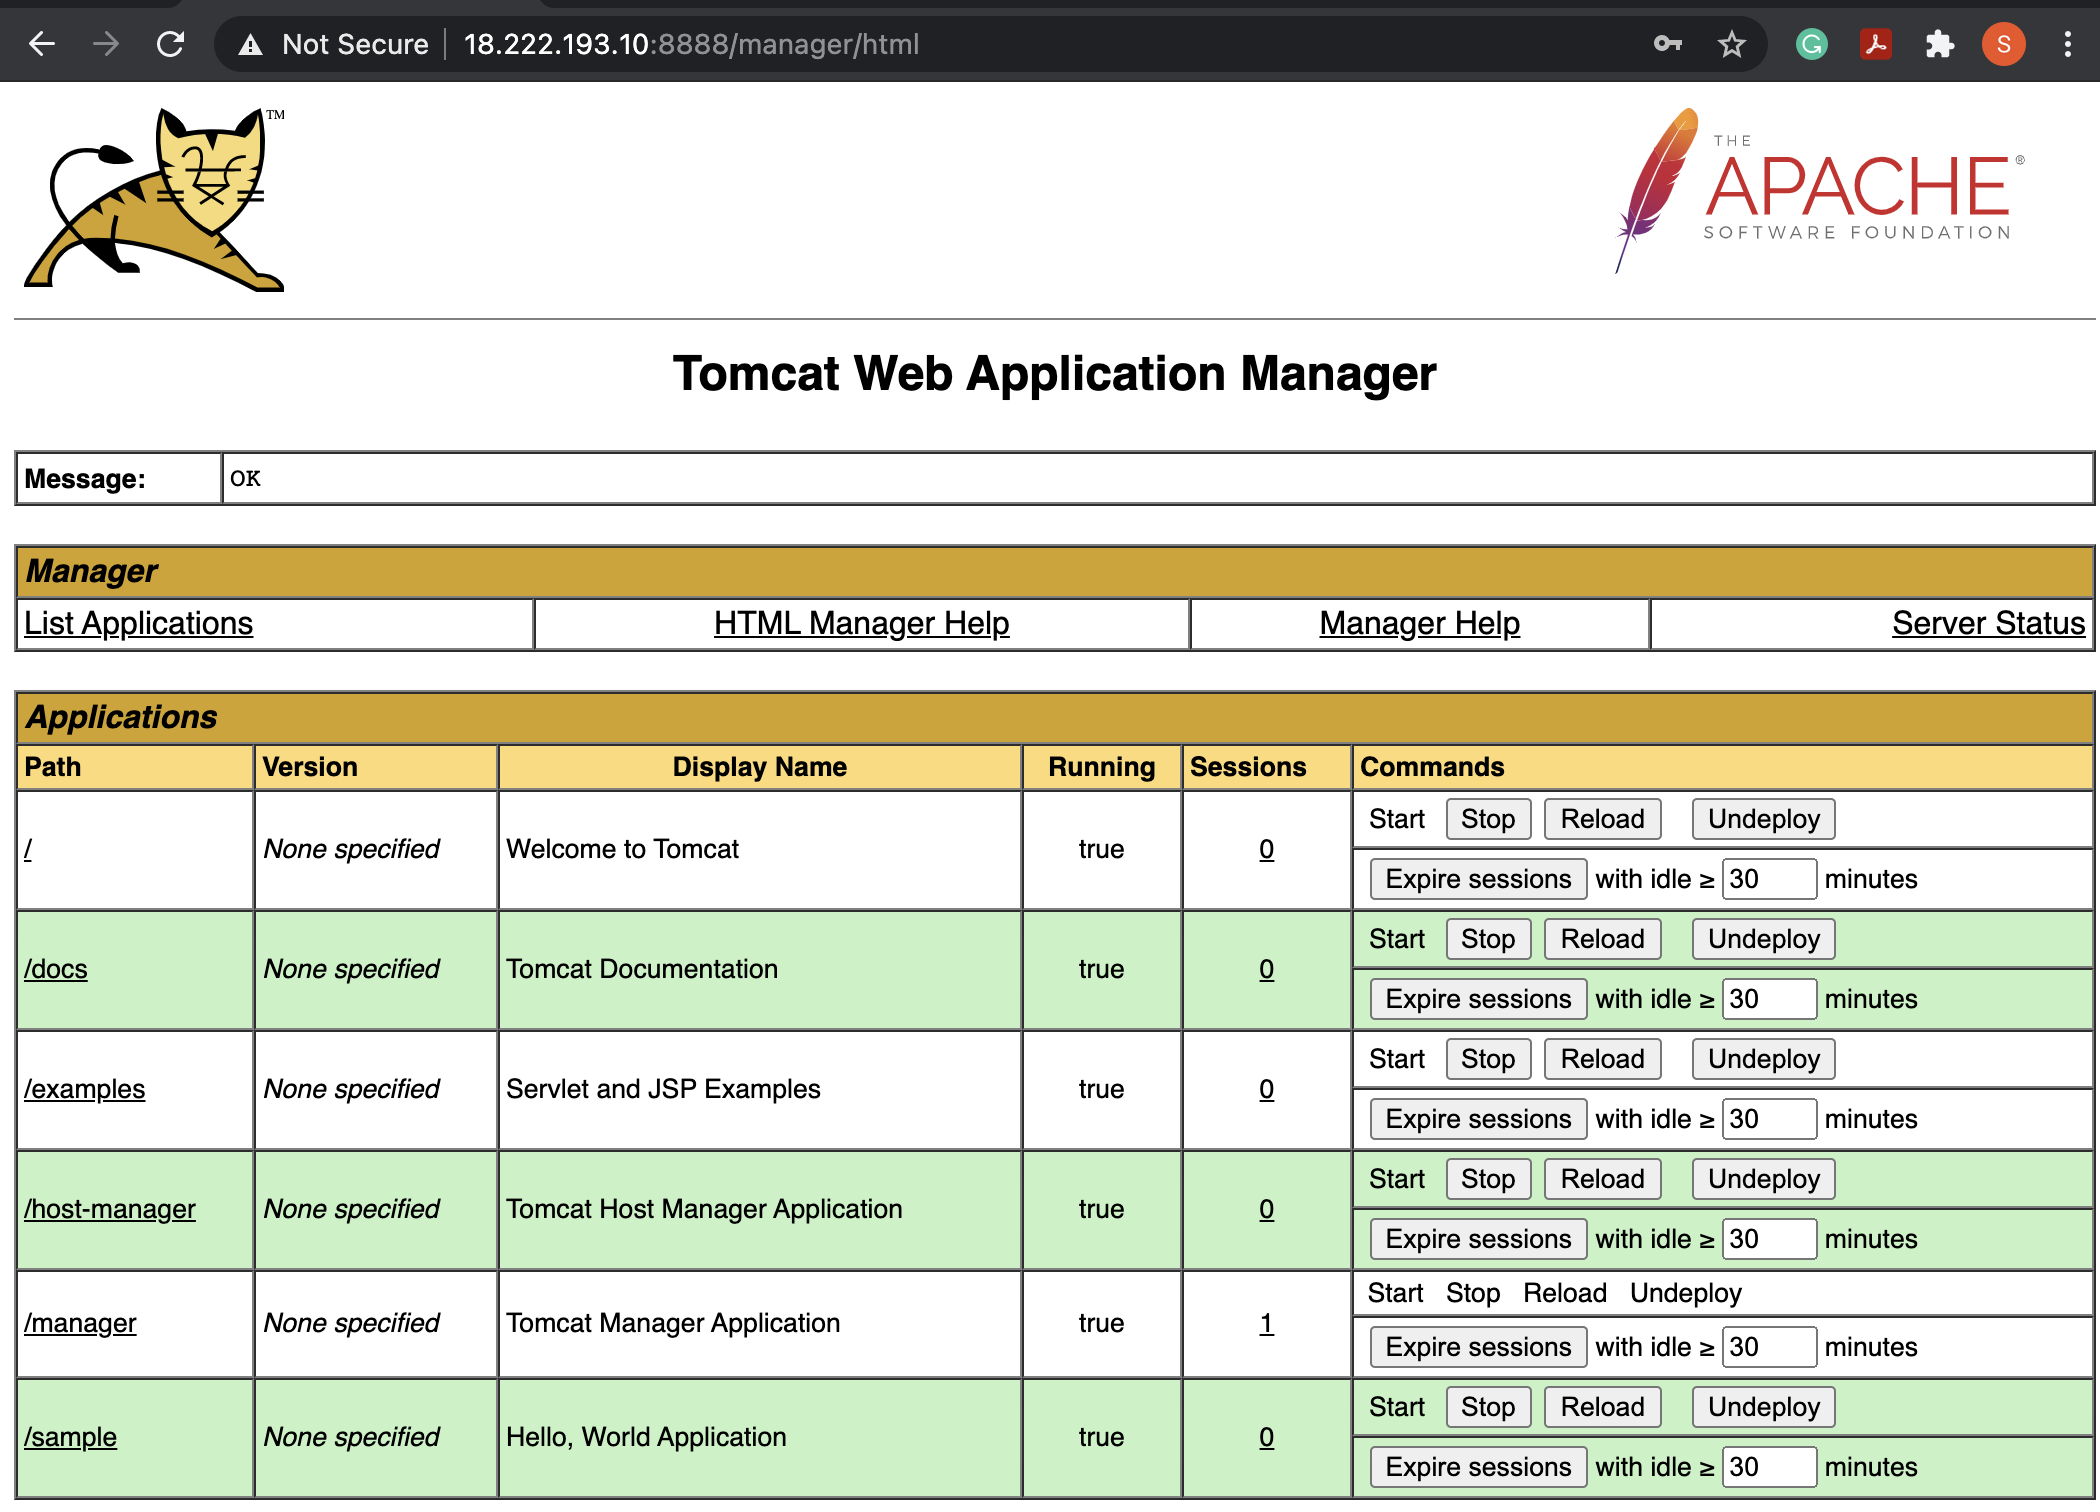 Not Secure 18.222.193.10:8888/manager/html S
TM
THE
APACHE ®
SOFTWARE FOUNDATION
Tomcat Web Application Manager
Message: OK
Manager
List Applications HTML Manager Help Manager Help Server Status
Applications
Path Version Display Name Running Sessions Commands
/ None specified Welcome to Tomcat true 0 Start Stop Reload Undeploy
Expire sessions with idle ≥ 30 minutes
/docs None specified Tomcat Documentation true 0 Start Stop Reload Undeploy
Expire sessions with idle ≥ 30 minutes
/examples None specified Servlet and JSP Examples true 0 Start Stop Reload Undeploy
Expire sessions with idle ≥ 30 minutes
/host-manager None specified Tomcat Host Manager Application true 0 Start Stop Reload Undeploy
Expire sessions with idle ≥ 30 minutes
/manager None specified Tomcat Manager Application true 1 Start Stop Reload Undeploy
Expire sessions with idle ≥ 30 minutes
/sample None specified Hello, World Application true 0 Start Stop Reload Undeploy
Expire sessions with idle ≥ 30 minutes